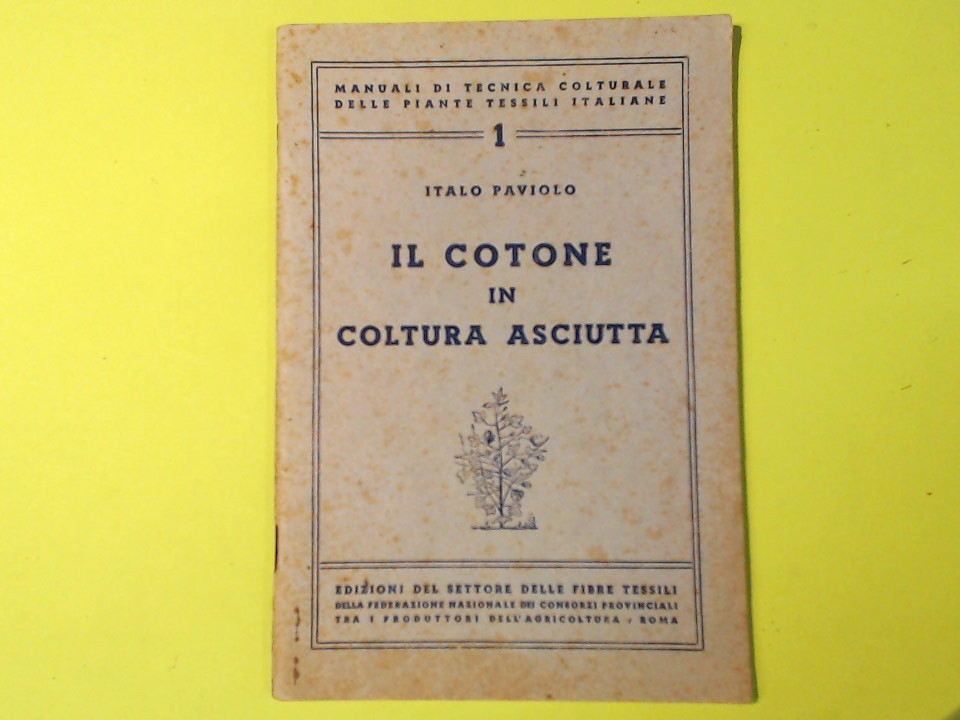 MANUALI DI TECNICA COLTURALE
DELLE PIANTE TESSILI ITALIANE
1
ITALO PAVIOLO
IL COTONE
IN
COLTURA ASCIUTTA
EDIZIONI DEL SETTORE DELLE FIBRE TESSILI
DELLA FEDERAZIONE NAZIONALE DEI CONSORZI PROVINCIALI
TRA I PRODUTTORI DELL'AGRICOLTURA - ROMA